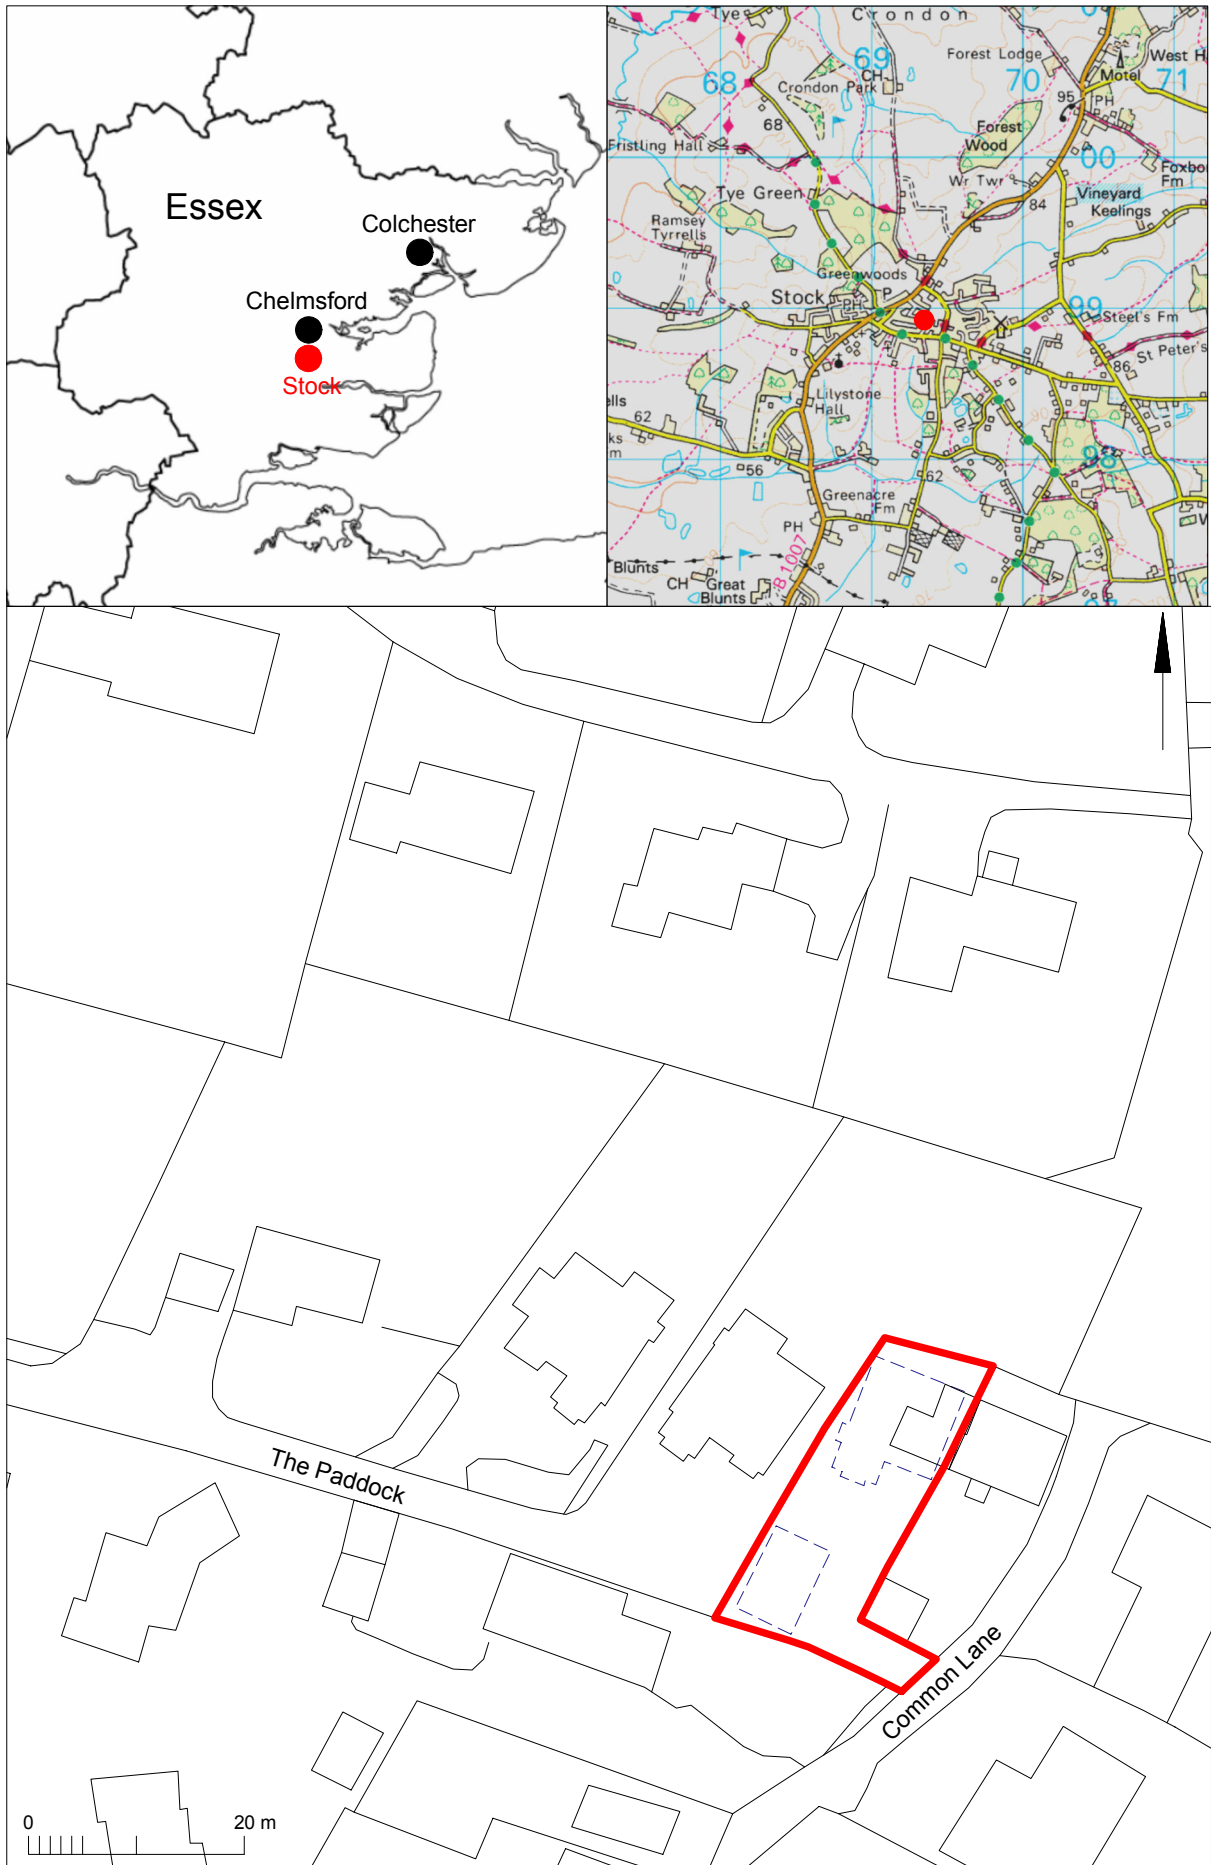 Essex
Colchester
Chelmsford
Stock
Tye
Crondon
68
69
CH
Crondon Park
Forest Lodge
70
Motel
West H
71
95
PH
68
Forest
Wood
Fristling Hall
00
Foxbo
Fm
Wr Twr
Tye Green
84
Vineyard
Keelings
Ramsey
Tyrrells
Greenwoods
Stock
P
PH
99
Steel's Fm
St Peter's
86
ells
62
Lilystone
Hall
ks
m
56
98
62
Greenacre
Fm
PH
B 1007
Blunts
CH
Great
Blunts
The Paddock
Common Lane
0
20 m